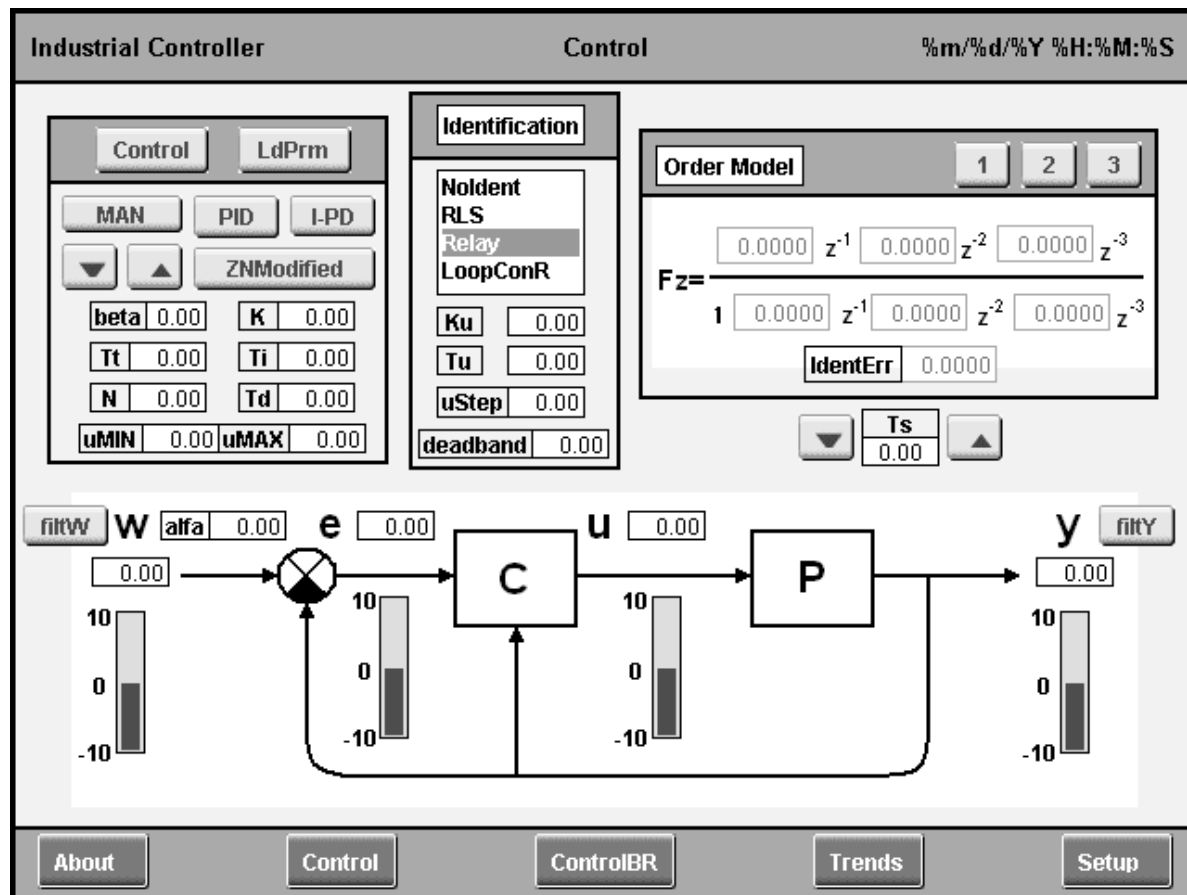 Industrial Controller Control %m/%d/%Y %H:%M:%S
Control LdPrm
MAN PID I-PD
ZNModified
beta 0.00 K 0.00
Tt 0.00 Ti 0.00
N 0.00 Td 0.00
uMIN 0.00 uMAX 0.00
Identification
NoIdent
RLS
Relay
LoopConR
Ku 0.00
Tu 0.00
uStep 0.00
deadband 0.00
Order Model 1 2 3
0.0000 z-1 0.0000 z-2 0.0000 z-3
Fz=
1 0.0000 z-1 0.0000 z-2 0.0000 z-3
IdentErr 0.0000
Ts
0.00
filtW W alfa 0.00 e 0.00 u 0.00 y filtY
0.00 C P 0.00
10 10 10 10
0 0 0 0
-10 -10 -10 -10
About Control ControlBR Trends Setup